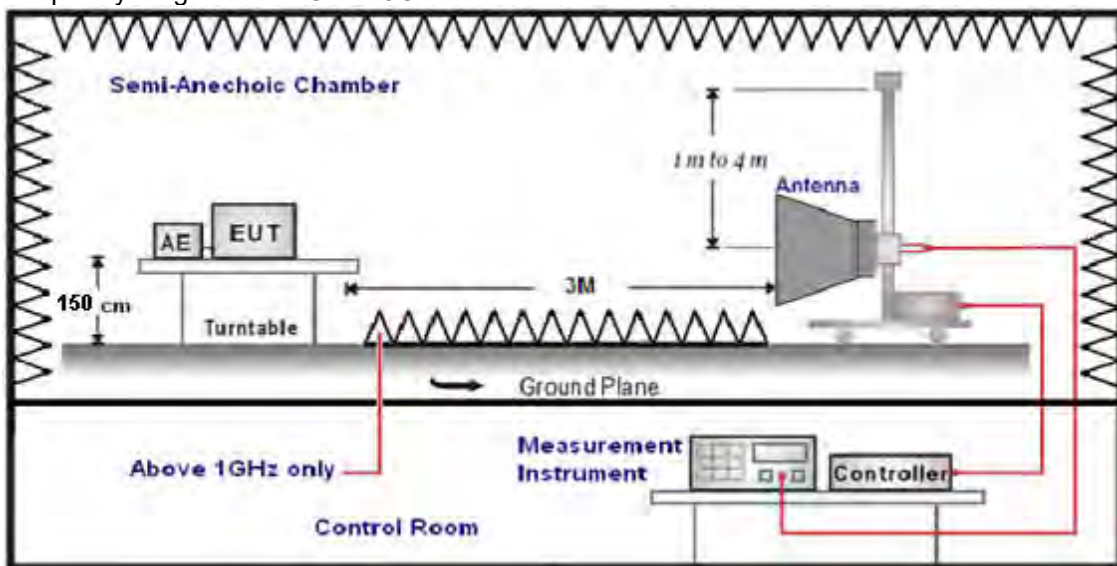 Semi-Anechoic Chamber
1 m to 4 m
Antenna
AE
EUT
150 cm
3M
Turntable
Ground Plane
Above 1GHz only
Measurement
Instrument
Controller
Control Room